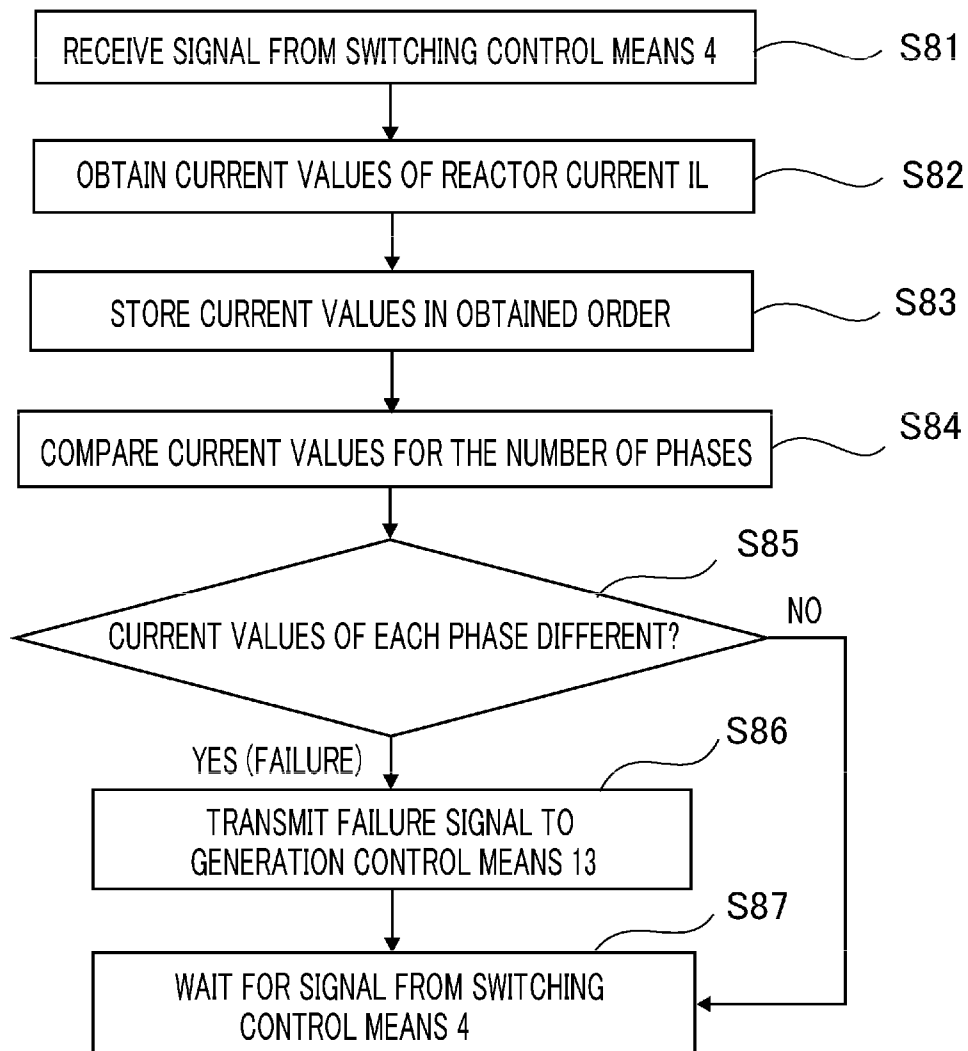 RECEIVE SIGNAL FROM SWITCHING CONTROL MEANS 4
S81
OBTAIN CURRENT VALUES OF REACTOR CURRENT IL
S82
STORE CURRENT VALUES IN OBTAINED ORDER
S83
COMPARE CURRENT VALUES FOR THE NUMBER OF PHASES
S84
S85
CURRENT VALUES OF EACH PHASE DIFFERENT?
NO
YES (FAILURE)
S86
TRANSMIT FAILURE SIGNAL TO
GENERATION CONTROL MEANS 13
S87
WAIT FOR SIGNAL FROM SWITCHING
CONTROL MEANS 4